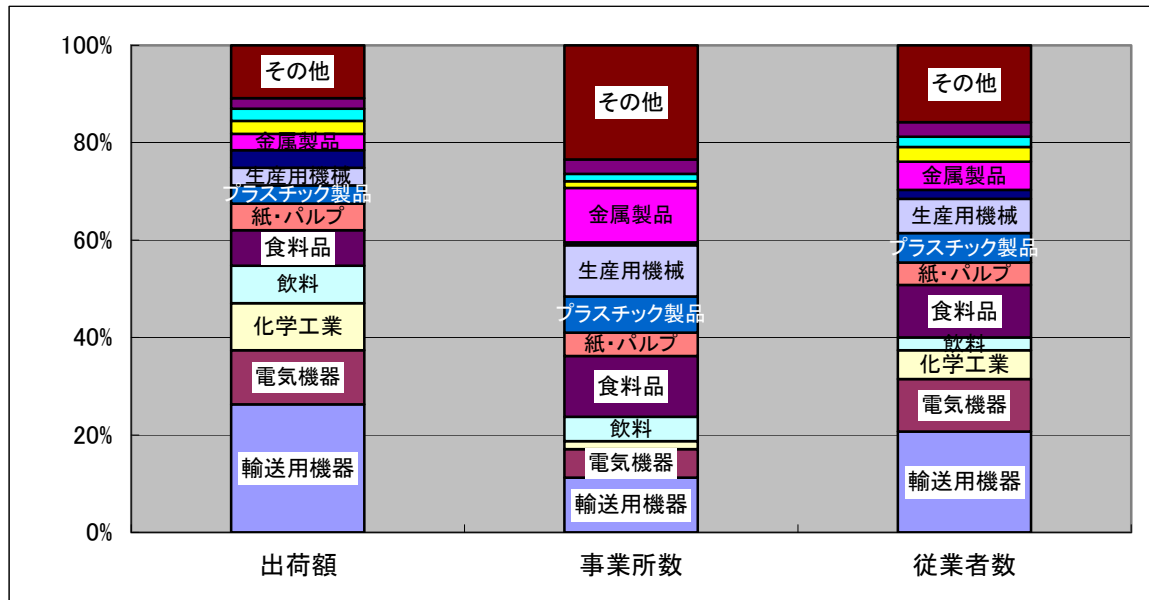 100%
80%
60%
40%
20%
0%
その他
金属製品
生産用機械
プラスチック製品
紙・パルプ
食料品
飲料
化学工業
電気機器
輸送用機器
その他
金属製品
生産用機械
プラスチック製品
紙・パルプ
食料品
飲料
電気機器
輸送用機器
その他
金属製品
生産用機械
プラスチック製品
紙・パルプ
食料品
飲料
化学工業
電気機器
輸送用機器
出荷額
事業所数
従業者数